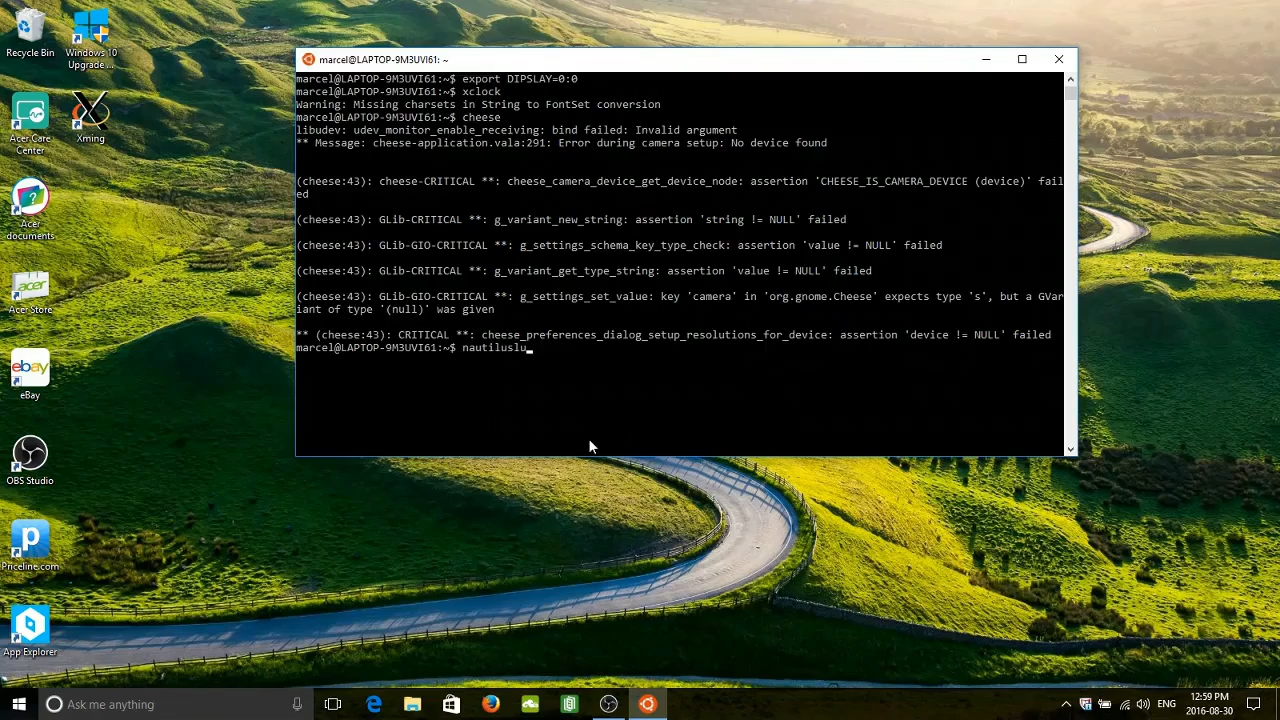 Recycle Bin
Windows 10
Upgrade ...
Acer Care
Center
Xming
Acer
documents
acer
Acer Store
ebay
eBay
OBS Studio
p
Priceline.com
App Explorer
marcel@LAPTOP-9M3UVI61: ~
marcel@LAPTOP-9M3UVI61:~$ export DIPSLAY=0:0
marcel@LAPTOP-9M3UVI61:~$ xclock
Warning: Missing charsets in String to FontSet conversion
marcel@LAPTOP-9M3UVI61:~$ cheese
libudev: udev_monitor_enable_receiving: bind failed: Invalid argument
** Message: cheese-application.vala:291: Error during camera setup: No device found
(cheese:43): cheese-CRITICAL **: cheese_camera_device_get_device_node: assertion 'CHEESE_IS_CAMERA_DEVICE (device)' fail
ed
(cheese:43): GLib-CRITICAL **: g_variant_new_string: assertion 'string != NULL' failed
(cheese:43): GLib-GIO-CRITICAL **: g_settings_schema_key_type_check: assertion 'value != NULL' failed
(cheese:43): GLib-CRITICAL **: g_variant_get_type_string: assertion 'value != NULL' failed
(cheese:43): GLib-GIO-CRITICAL **: g_settings_set_value: key 'camera' in 'org.gnome.Cheese' expects type 's', but a GVar
iant of type '(null)' was given
** (cheese:43): CRITICAL **: cheese_preferences_dialog_setup_resolutions_for_device: assertion 'device != NULL' failed
marcel@LAPTOP-9M3UVI61:~$ nautiluslu_
Ask me anything
ENG
12:59 PM
2016-08-30